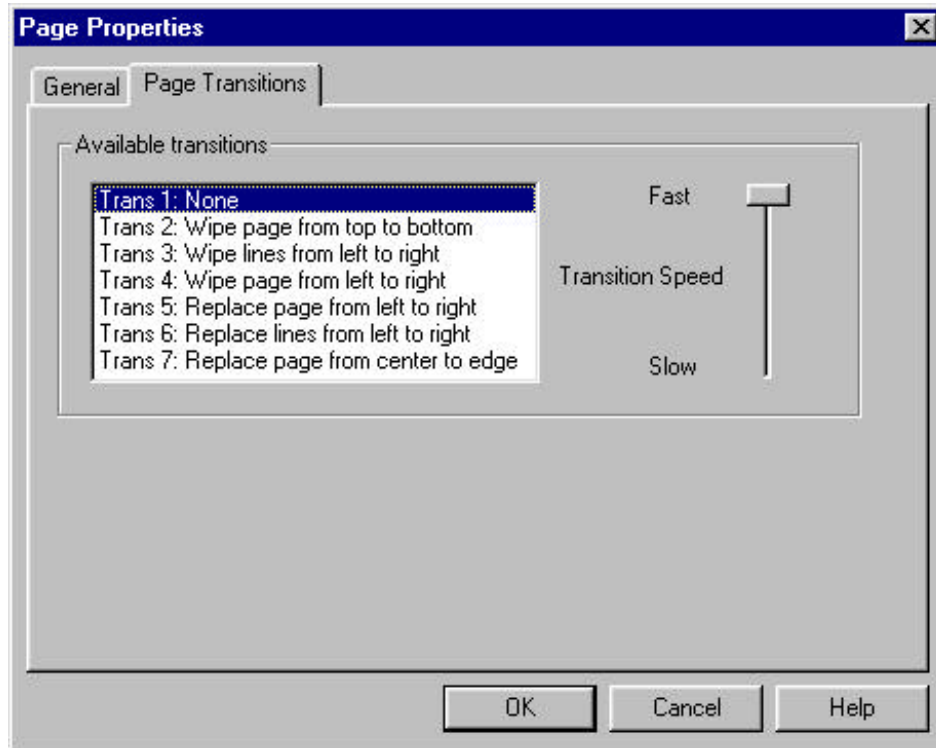 Page Properties
General
Page Transitions
Available transitions
Trans 1: None
Trans 2: Wipe page from top to bottom
Trans 3: Wipe lines from left to right
Trans 4: Wipe page from left to right
Trans 5: Replace page from left to right
Trans 6: Replace lines from left to right
Trans 7: Replace page from center to edge
Fast
Transition Speed
Slow
OK
Cancel
Help